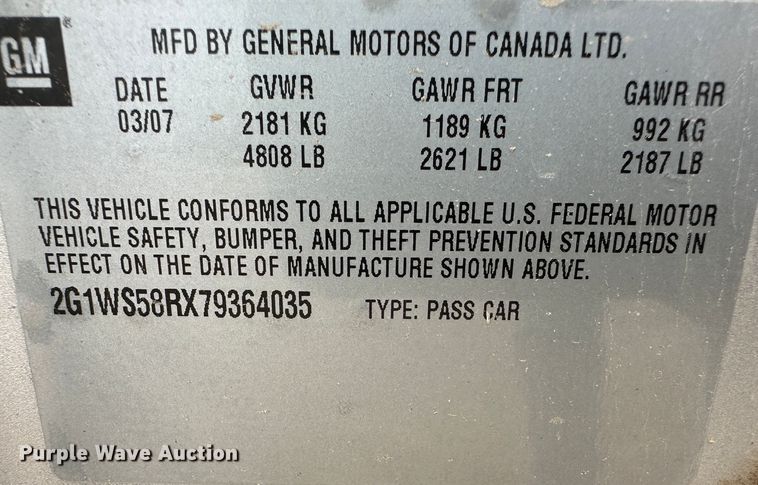 GM
MFD BY GENERAL MOTORS OF CANADA LTD.
DATE GVWR GAWR FRT GAWR RR
03/07 2181 KG 1189 KG 992 KG
4808 LB 2621 LB 2187 LB
THIS VEHICLE CONFORMS TO ALL APPLICABLE U.S. FEDERAL MOTOR
VEHICLE SAFETY, BUMPER, AND THEFT PREVENTION STANDARDS IN
EFFECT ON THE DATE OF MANUFACTURE SHOWN ABOVE.
2G1WS58RX79364035 TYPE: PASS CAR
Purple Wave Auction